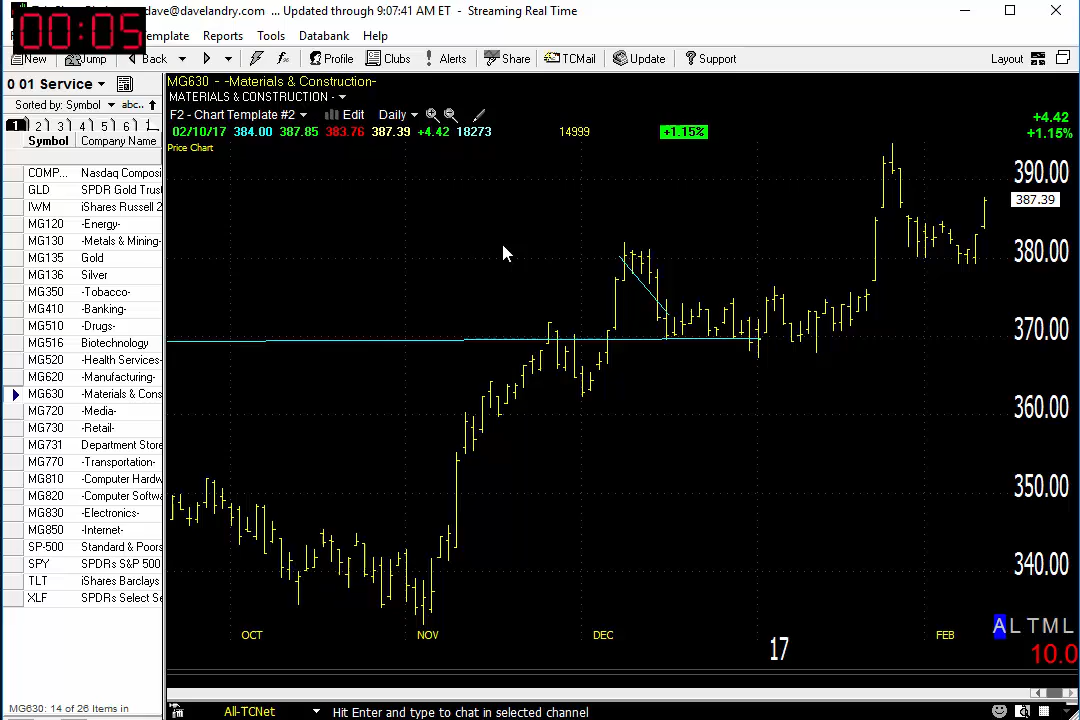 dave@davelandry.com ... Updated through 9:07:41 AM ET - Streaming Real Time
00:05
emplate Reports Tools Databank Help
New Jump Back Profile Clubs Alerts Share TCMail Update Support Layout
0 01 Service
Sorted by: Symbol abc..
1 2 3 4 5 6
Symbol Company Name
COMP... Nasdaq Composi
GLD SPDR Gold Trus
IWM iShares Russell 2
MG120 -Energy-
MG130 -Metals & Mining-
MG135 Gold
MG136 Silver
MG350 -Tobacco-
MG410 -Banking-
MG510 -Drugs-
MG516 Biotechnology
MG520 -Health Services-
MG620 -Manufacturing-
MG630 -Materials & Cons
MG720 -Media-
MG730 -Retail-
MG731 Department Store
MG770 -Transportation-
MG810 -Computer Hardw
MG820 -Computer Softwa
MG830 -Electronics-
MG850 -Internet-
SP-500 Standard & Poors
SPY SPDRs S&P 500
TLT iShares Barclays
XLF SPDRs Select Se
MG630: 14 of 26 Items in
MG630 - -Materials & Construction-
MATERIALS & CONSTRUCTION -
F2 - Chart Template #2 Edit Daily
02/10/17 384.00 387.85 383.76 387.39 +4.42 18273 14999 +1.15%
+4.42
+1.15%
Price Chart
390.00
387.39
380.00
370.00
360.00
350.00
340.00
OCT NOV DEC 17 FEB
A L T M L
10.0
All-TCNet Hit Enter and type to chat in selected channel